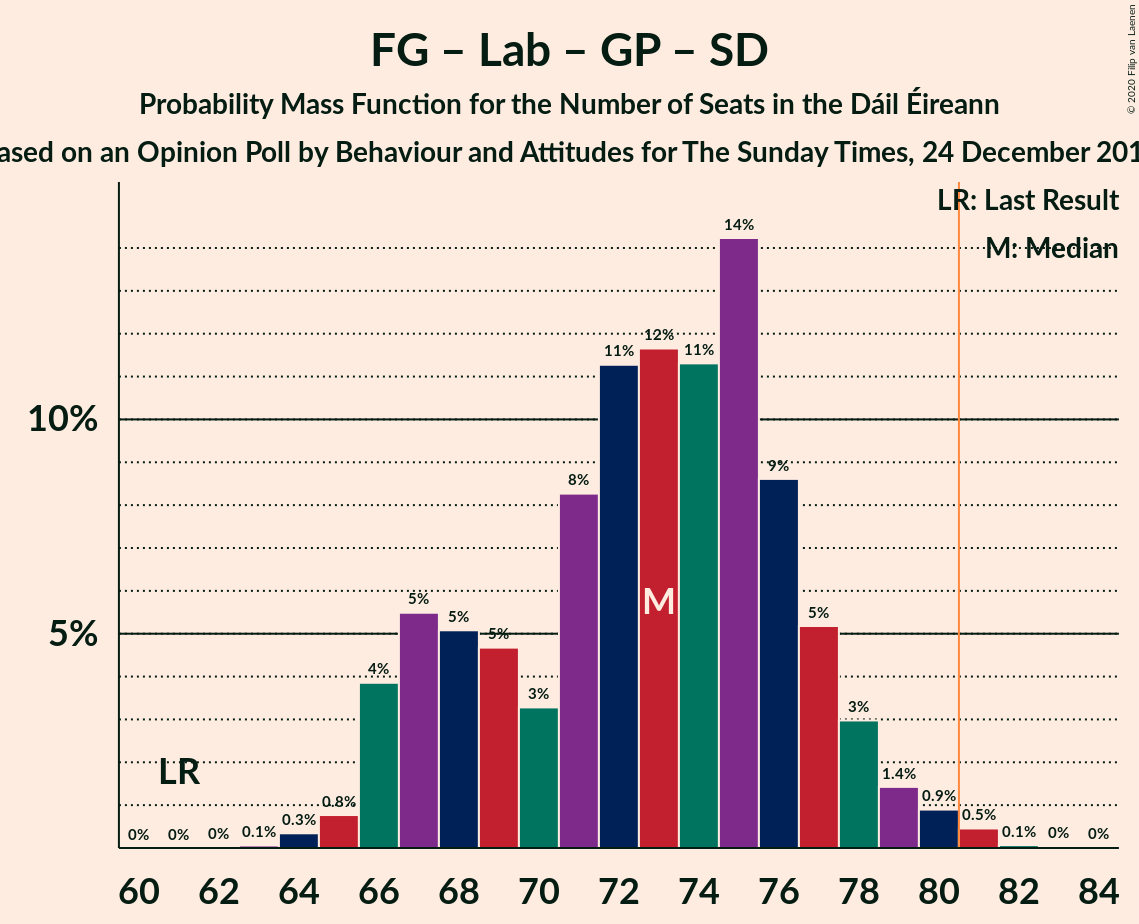 FG – Lab – GP – SD
Probability Mass Function for the Number of Seats in the Dáil Éireann
ased on an Opinion Poll by Behaviour and Attitudes for The Sunday Times, 24 December 201
© 2020 Filip van Laenen
LR: Last Result
M: Median
14%
12%
11%
11%
10%
9%
8%
5%
5%
5%
5%
5%
4%
3%
3%
M
LR
1.4%
0.9%
0.8%
0.5%
0.3%
0% 0% 0% 0.1% 0.1% 0% 0%
60 62 64 66 68 70 72 74 76 78 80 82 84